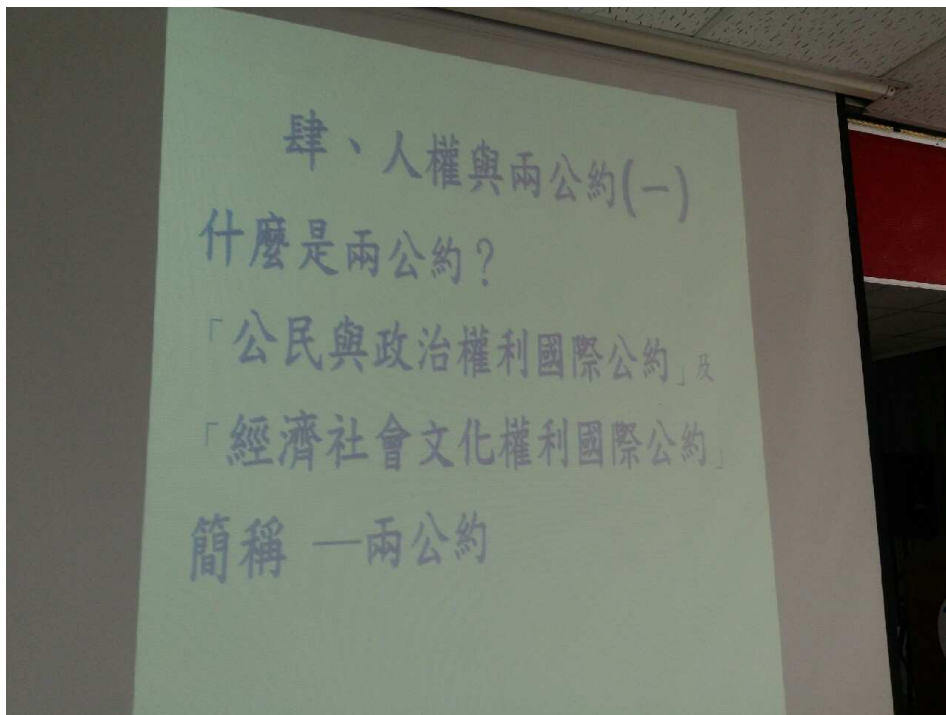 肆、人權與兩公約(一)
什麼是兩公約?
「公民與政治權利國際公約」及
「經濟社會文化權利國際公約」
簡稱 —兩公約